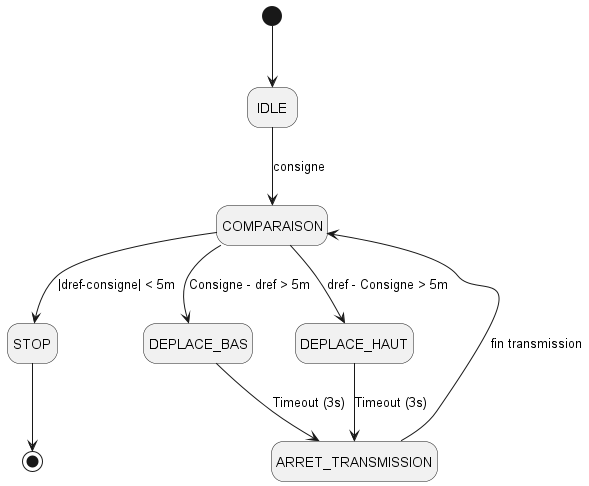 IDLE
consigne
COMPARAISON
|dref-consigne| < 5m
Consigne - dref > 5m
dref - Consigne > 5m
STOP
DEPLACE_BAS
DEPLACE_HAUT
fin transmission
Timeout (3s)
Timeout (3s)
ARRET_TRANSMISSION